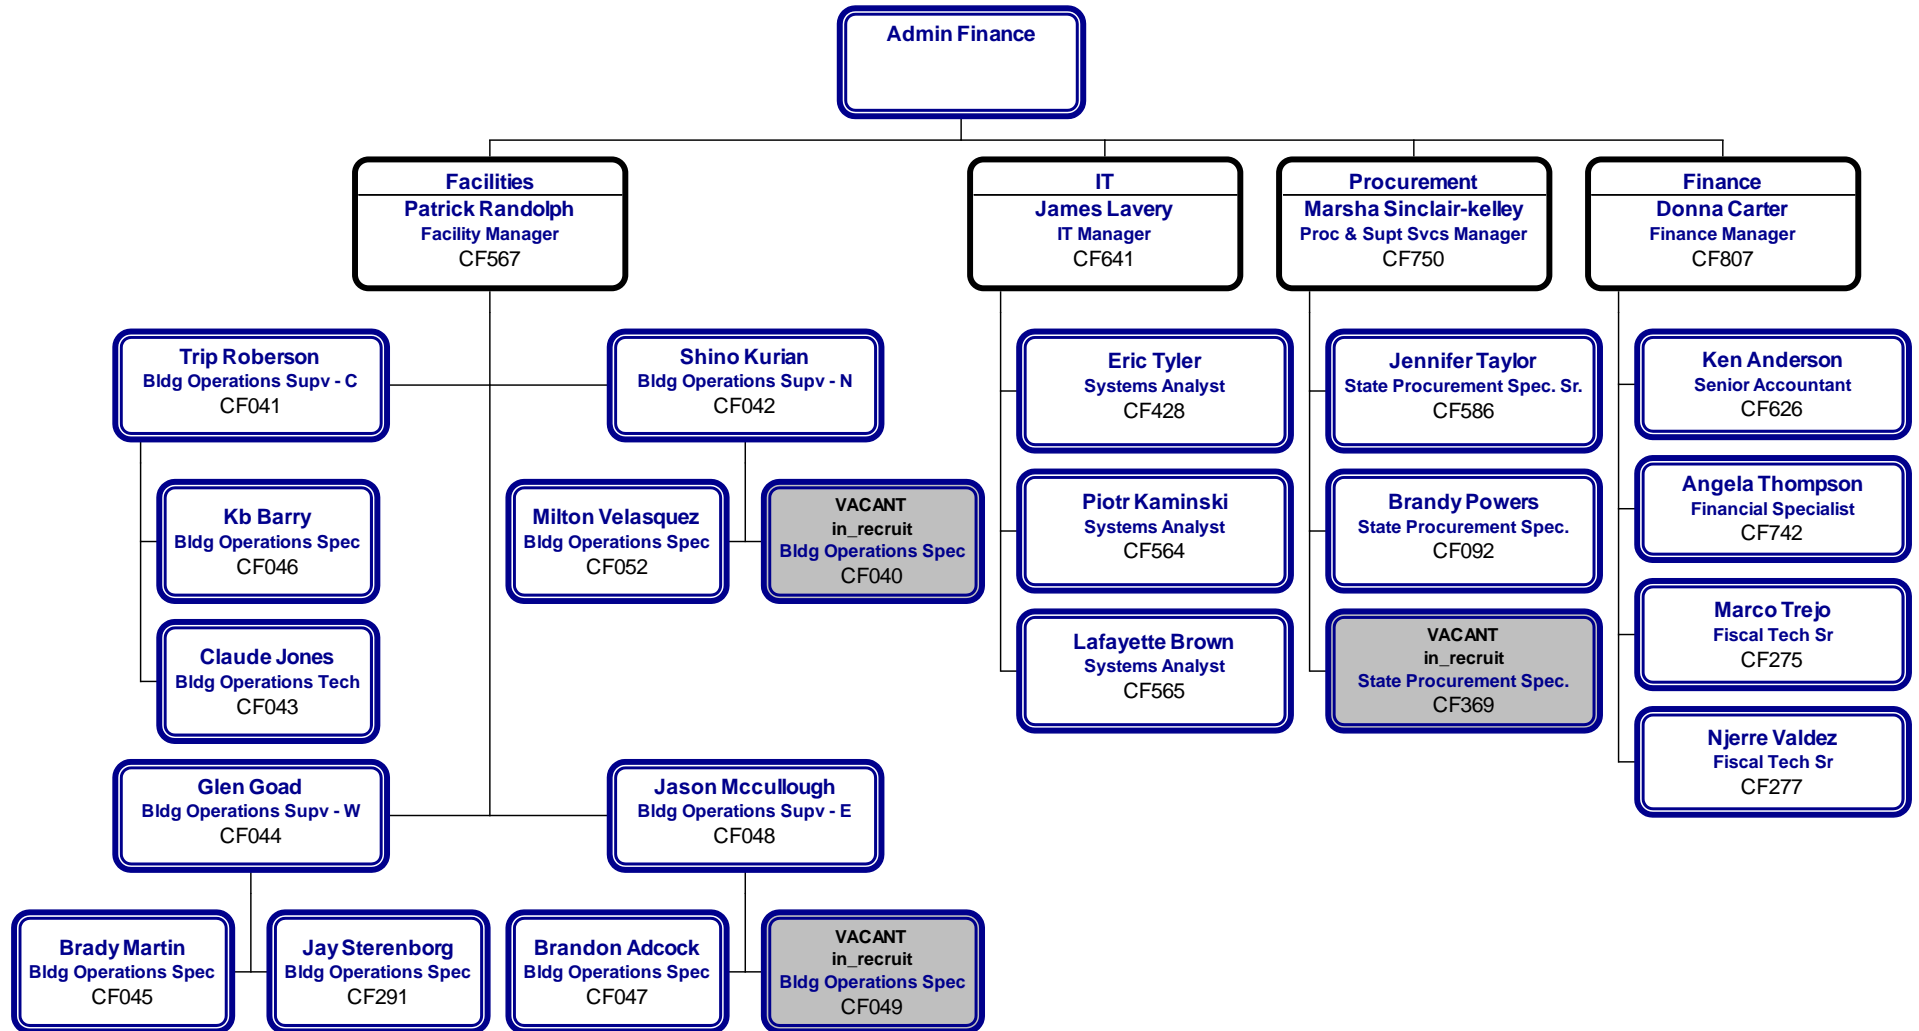 Admin Finance
Facilities
Patrick Randolph
Facility Manager
CF567
IT
James Lavery
IT Manager
CF641
Procurement
Marsha Sinclair-kelley
Proc & Supt Svcs Manager
CF750
Finance
Donna Carter
Finance Manager
CF807
Trip Roberson
Bldg Operations Supv - C
CF041
Shino Kurian
Bldg Operations Supv - N
CF042
Eric Tyler
Systems Analyst
CF428
Jennifer Taylor
State Procurement Spec. Sr.
CF586
Ken Anderson
Senior Accountant
CF626
Kb Barry
Bldg Operations Spec
CF046
Milton Velasquez
Bldg Operations Spec
CF052
VACANT
in_recruit
Bldg Operations Spec
CF040
Piotr Kaminski
Systems Analyst
CF564
Brandy Powers
State Procurement Spec.
CF092
Angela Thompson
Financial Specialist
CF742
Claude Jones
Bldg Operations Tech
CF043
Lafayette Brown
Systems Analyst
CF565
VACANT
in_recruit
State Procurement Spec.
CF369
Marco Trejo
Fiscal Tech Sr
CF275
Glen Goad
Bldg Operations Supv - W
CF044
Jason Mccullough
Bldg Operations Supv - E
CF048
Njerre Valdez
Fiscal Tech Sr
CF277
Brady Martin
Bldg Operations Spec
CF045
Jay Sterenborg
Bldg Operations Spec
CF291
Brandon Adcock
Bldg Operations Spec
CF047
VACANT
in_recruit
Bldg Operations Spec
CF049